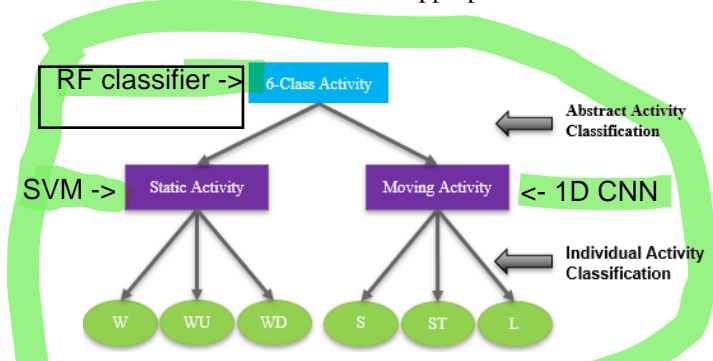 RF classifier ->
6-Class Activity
Abstract Activity
Classification
SVM ->
Static Activity
Moving Activity
<- 1D CNN
Individual Activity
Classification
W
WU
WD
S
ST
L